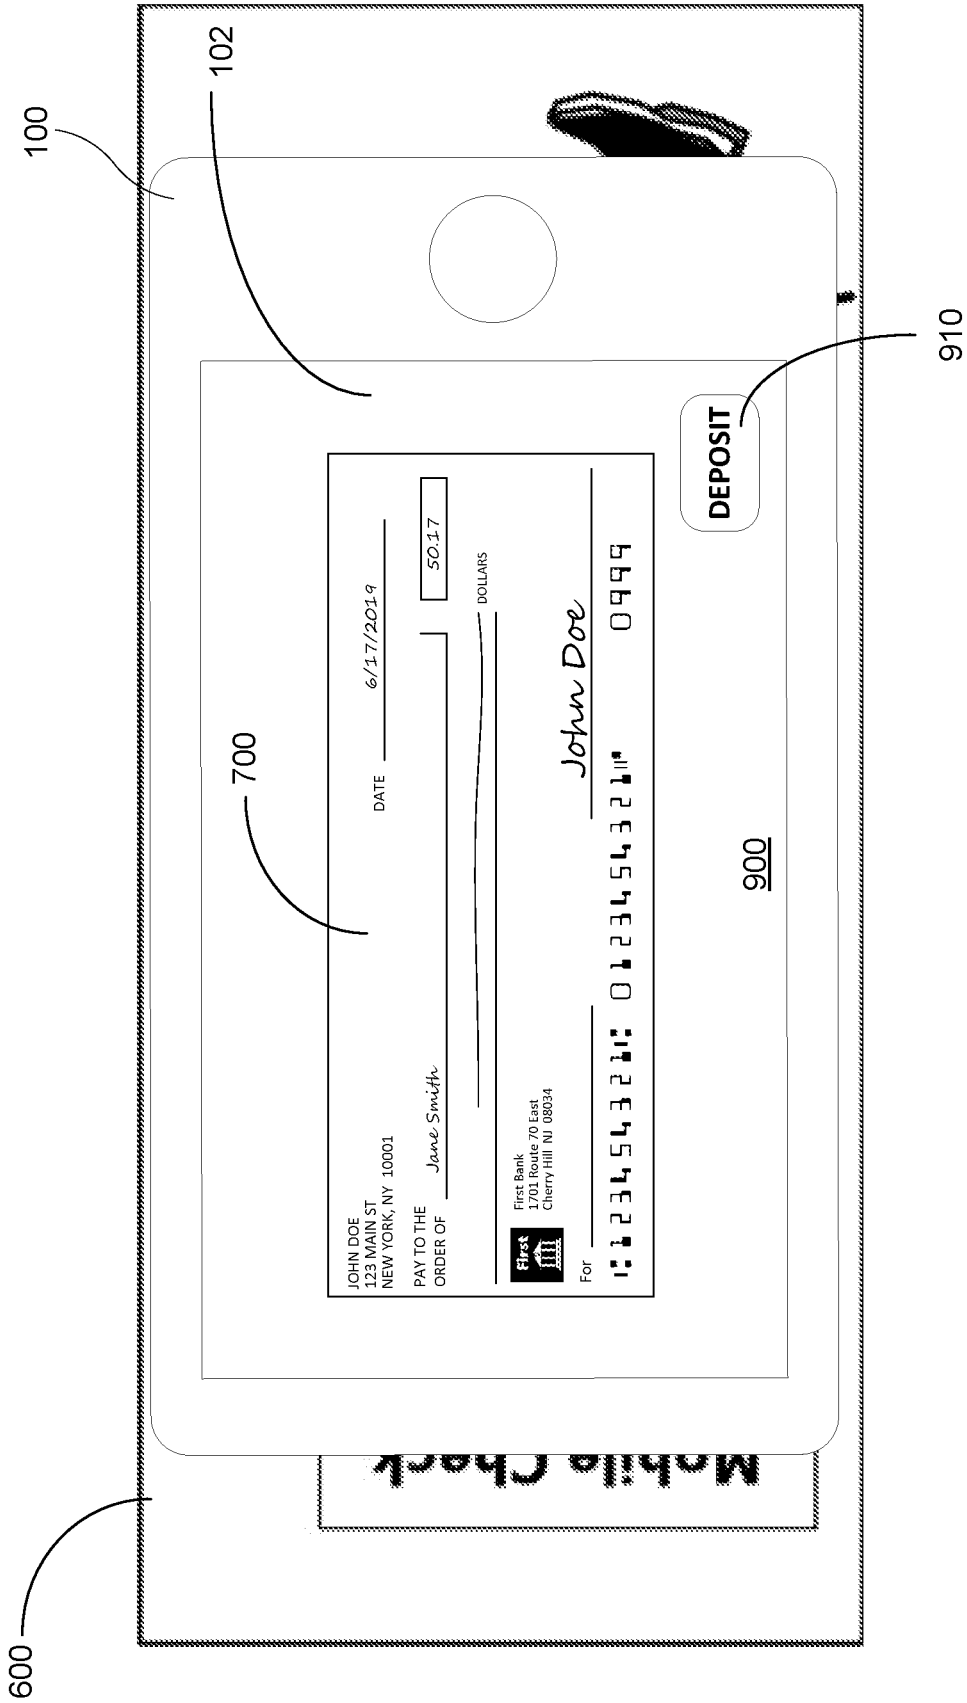 600
100
102
700
JOHN DOE
123 MAIN ST
NEW YORK, NY 10001
DATE 6/17/2019
PAY TO THE
ORDER OF Jane Smith 50.17
DOLLARS
First
First Bank
1701 Route 70 East
Cherry Hill NJ 08034
For John Doe
⑆123454321⑆ 0123454321⑈ 0999
DEPOSIT
900
910
Mobile Check